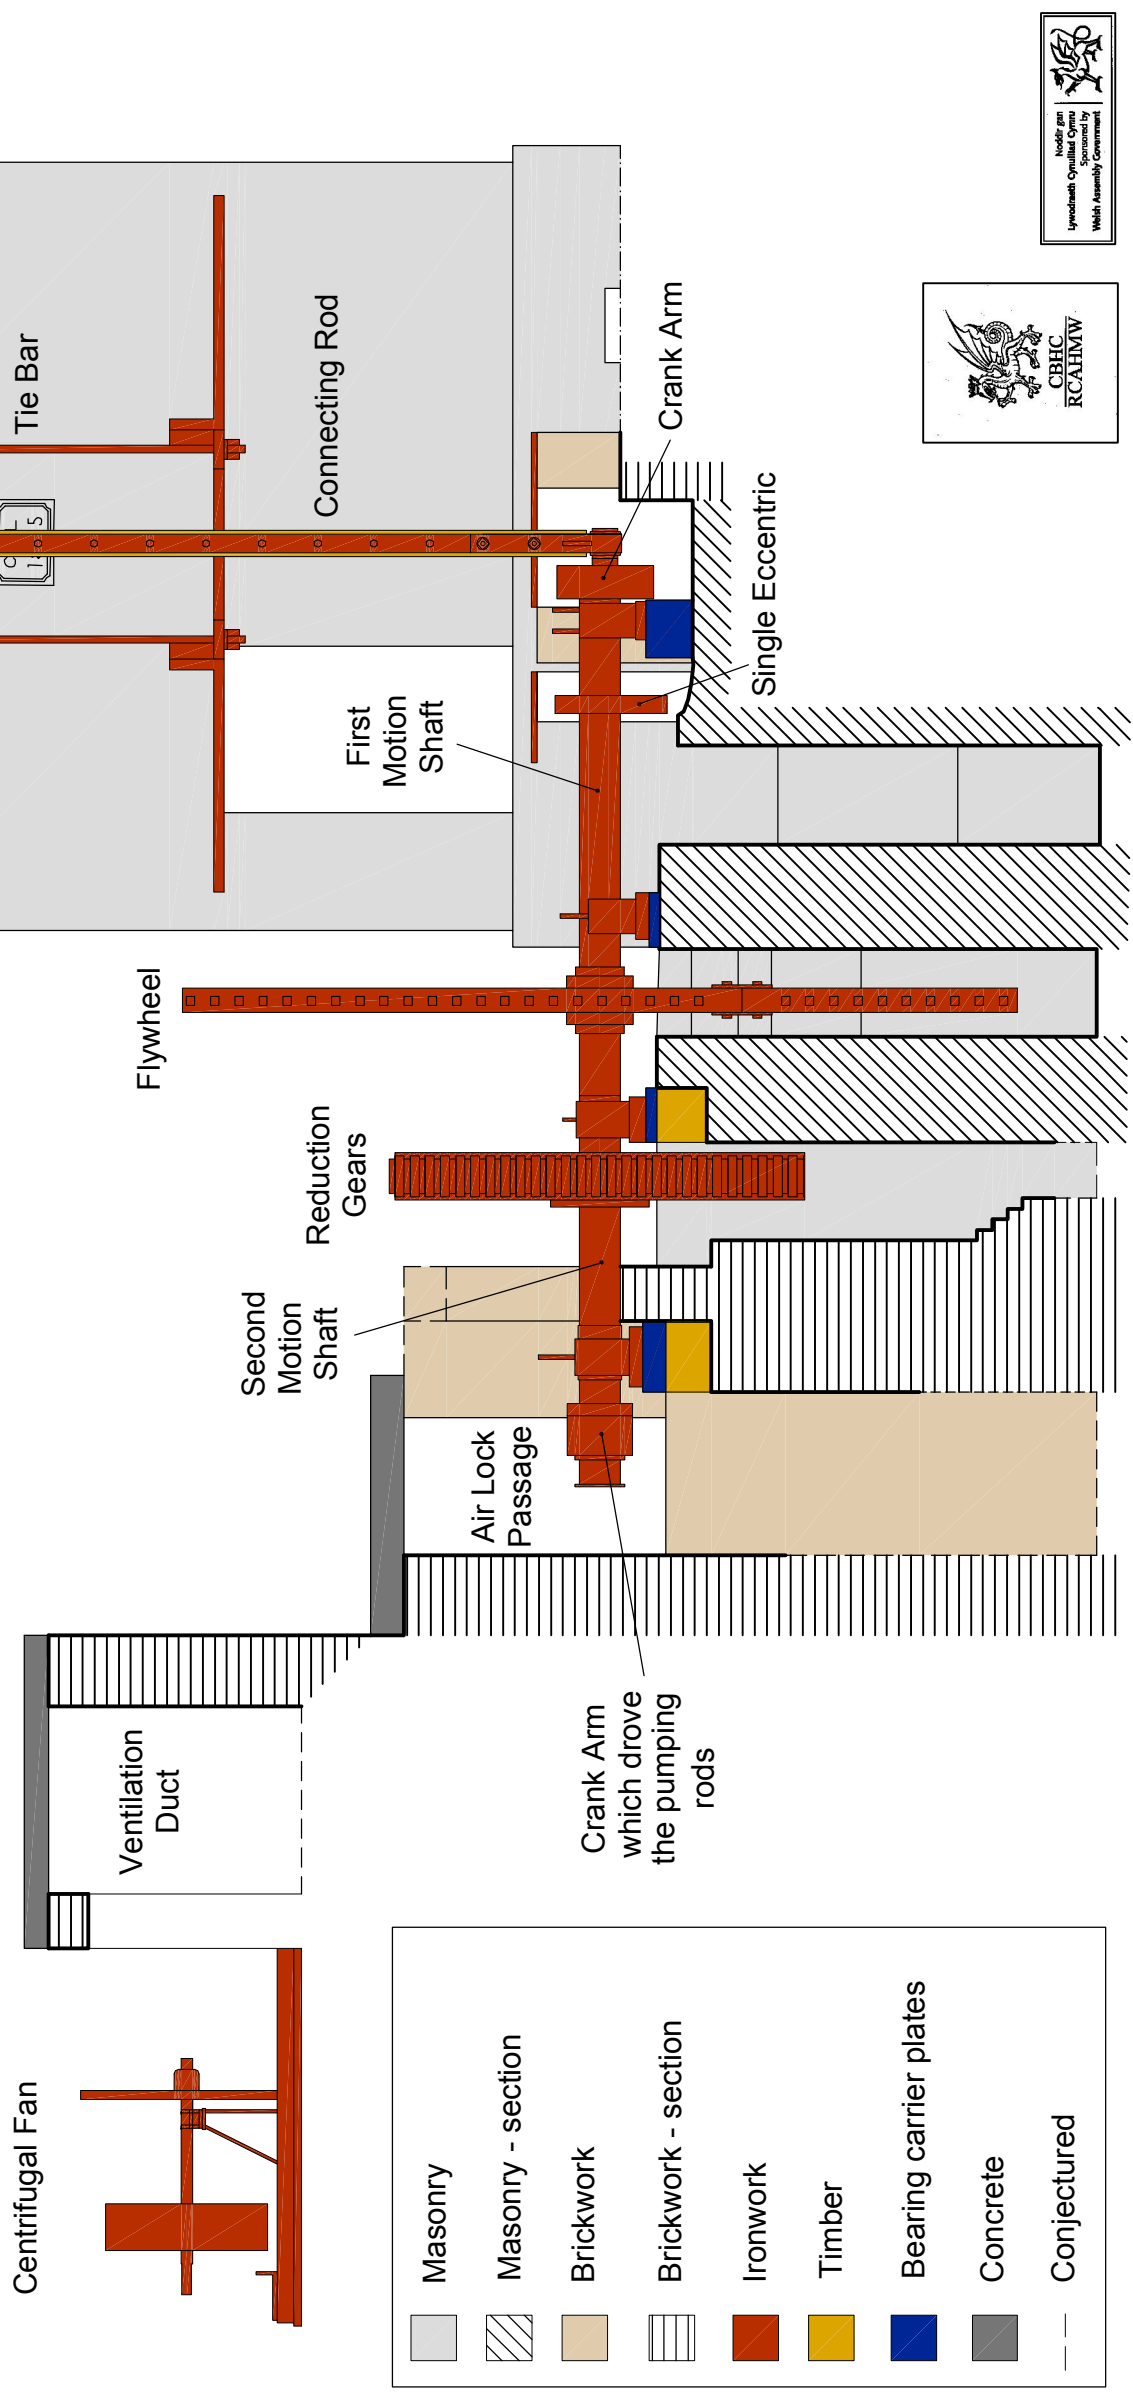 Centrifugal Fan
Ventilation
Duct
Flywheel
Tie Bar
C L
Second
Motion
Shaft
Reduction
Gears
First
Motion
Shaft
Connecting Rod
Air Lock
Passage
Crank Arm
which drove
the pumping
rods
Crank Arm
Single Eccentric
Masonry
Masonry - section
Brickwork
Brickwork - section
Ironwork
Timber
Bearing carrier plates
Concrete
Conjectured
CBHC
RCAHMW
Noddir gan
Lywodraeth Cynulliad Cymru
Sponsored by
Welsh Assembly Government